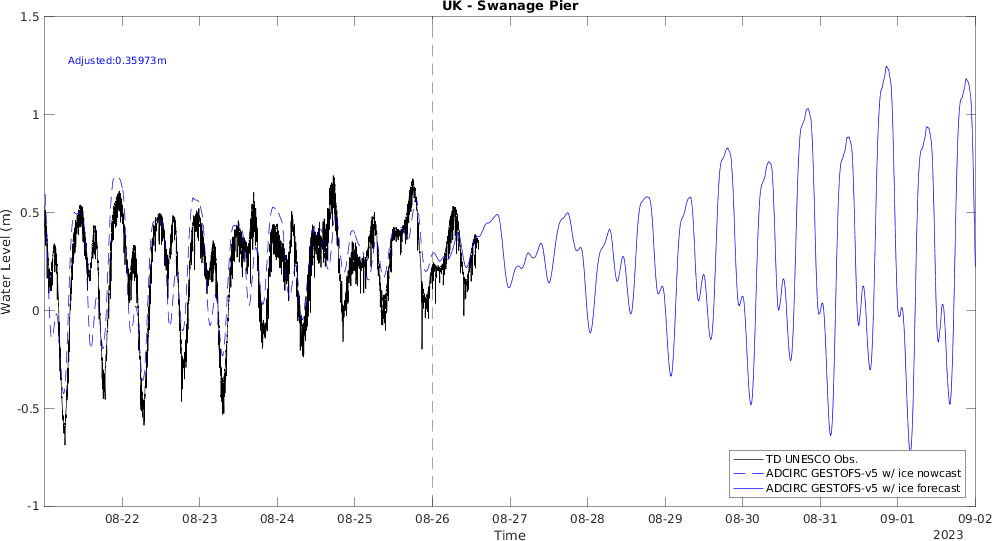 UK - Swanage Pier
1.5
Adjusted:0.35973m
1
0.5
Water Level (m)
0
-0.5
TD UNESCO Obs.
ADCIRC GESTOFS-v5 w/ ice nowcast
ADCIRC GESTOFS-v5 w/ ice forecast
-1
08-22 08-23 08-24 08-25 08-26 08-27 08-28 08-29 08-30 08-31 09-01 09-02
Time 2023